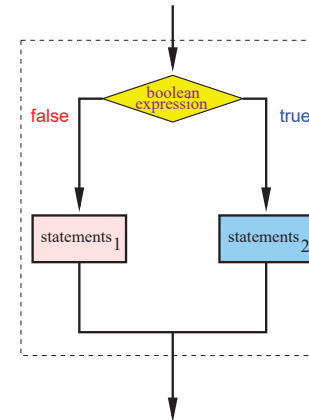 boolean
expression
false
true
statements1
statements2